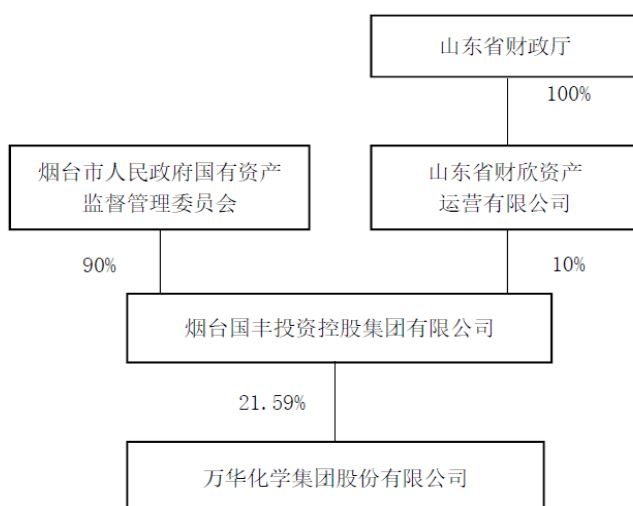 山东省财政厅
100%
烟台市人民政府国有资产
监督管理委员会
山东省财欣资产
运营有限公司
90%
10%
烟台国丰投资控股集团有限公司
21.59%
万华化学集团股份有限公司